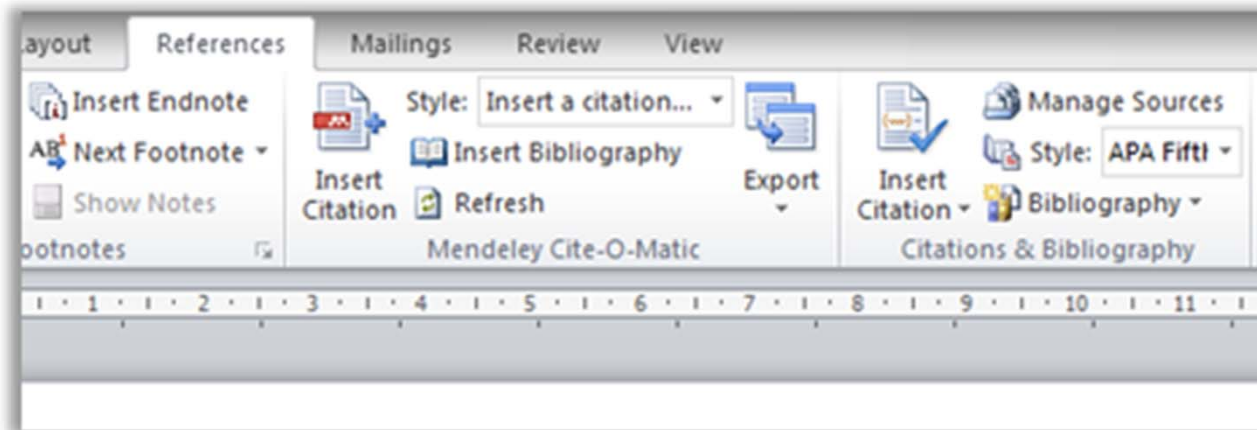 ayout References Mailings Review View
Insert Endnote
Next Footnote
Show Notes
ootnotes
Insert
Citation
Style: Insert a citation...
Insert Bibliography
Refresh
Export
Mendeley Cite-O-Matic
Insert
Citation
Manage Sources
Style: APA Fifth
Bibliography
Citations & Bibliography
1 2 3 4 5 6 7 8 9 10 11